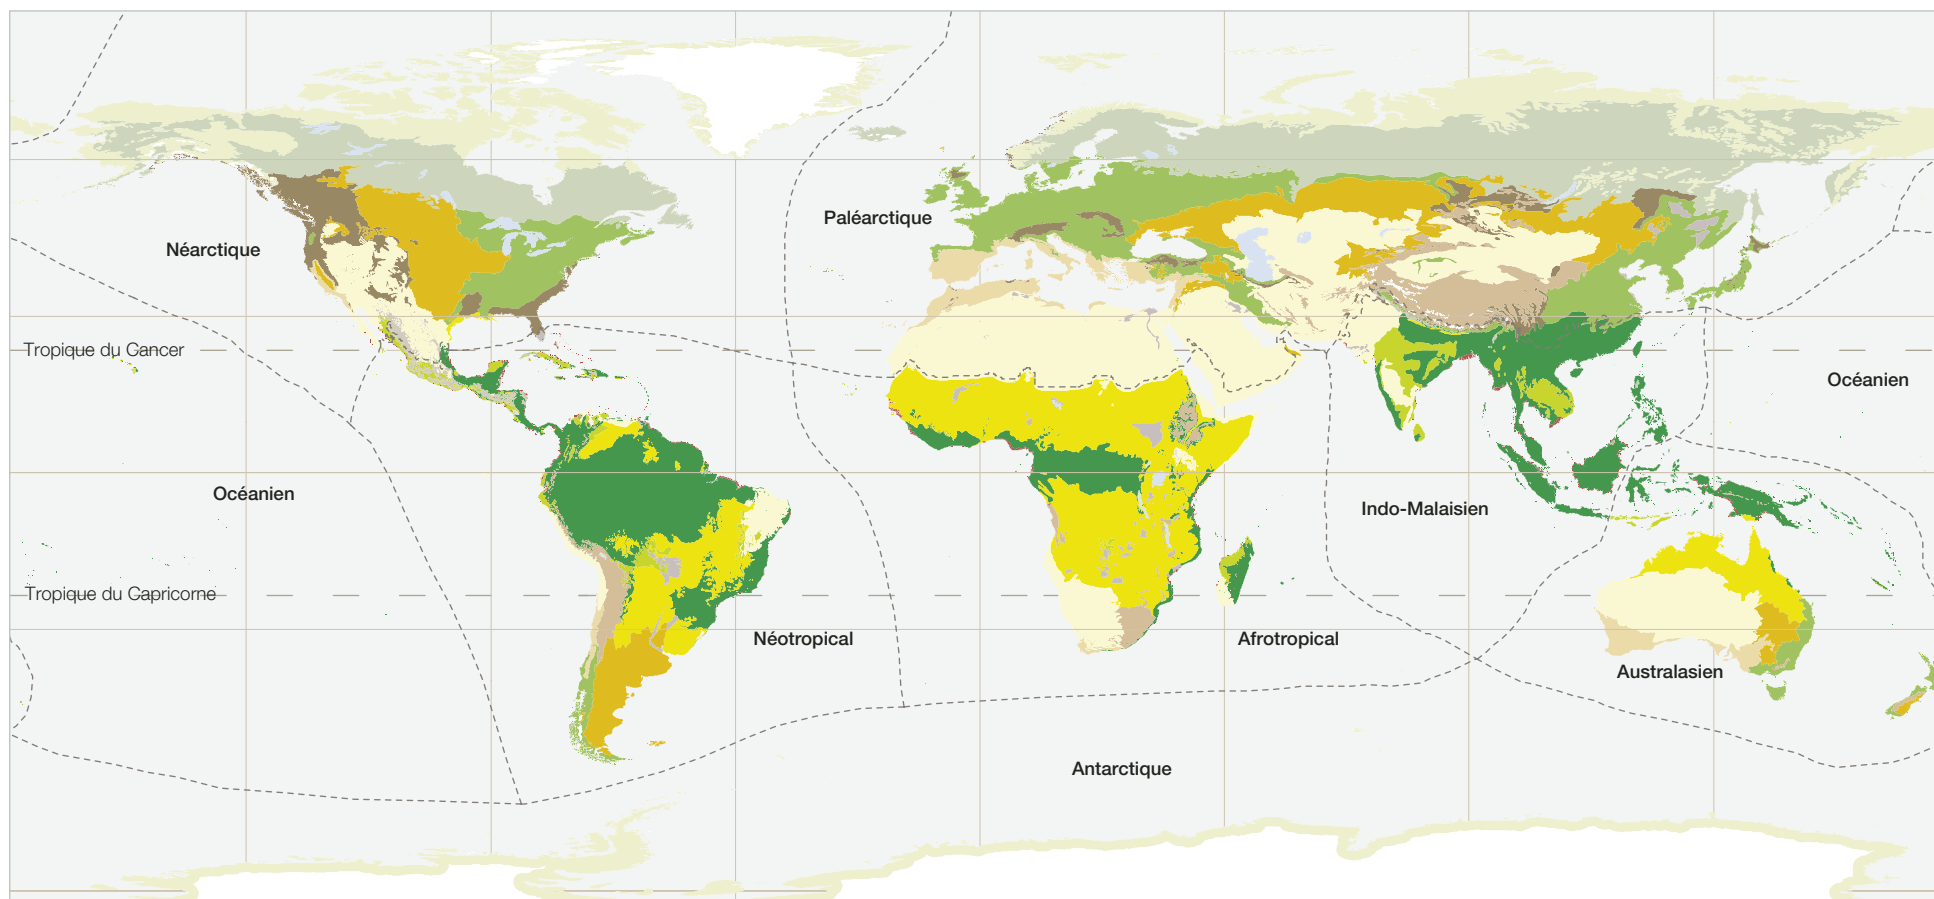 Paléarctique
Néarctique
Tropique du Cancer
Océanien
Océanien
Indo-Malaisien
Tropique du Capricorne
Néotropical
Afrotropical
Australasien
Antarctique